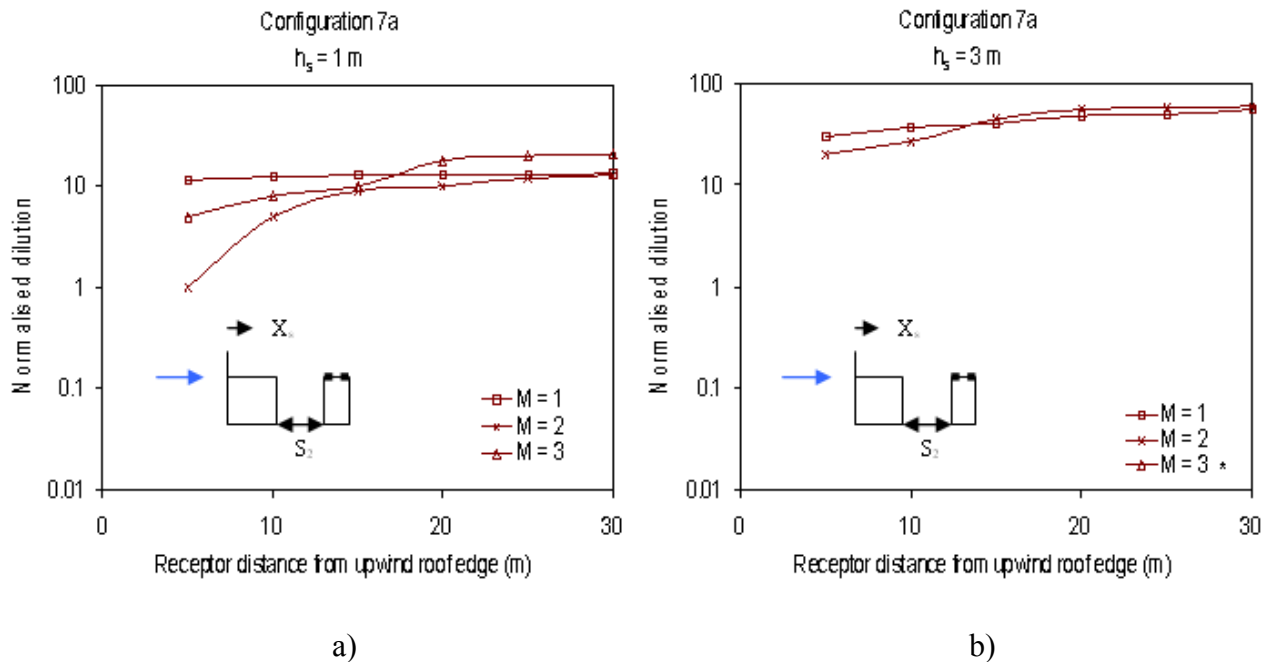 Configuration 7a
hs = 1 m
100
10
1
0.1
0.01
0
10
20
30
Normalised dilution
Receptor distance from upwind roof edge (m)
X
S2
M = 1
M = 2
M = 3
a)
Configuration 7a
hs = 3 m
100
10
1
0.1
0.01
0
10
20
30
Normalised dilution
Receptor distance from upwind roof edge (m)
X
S2
M = 1
M = 2
M = 3 *
b)